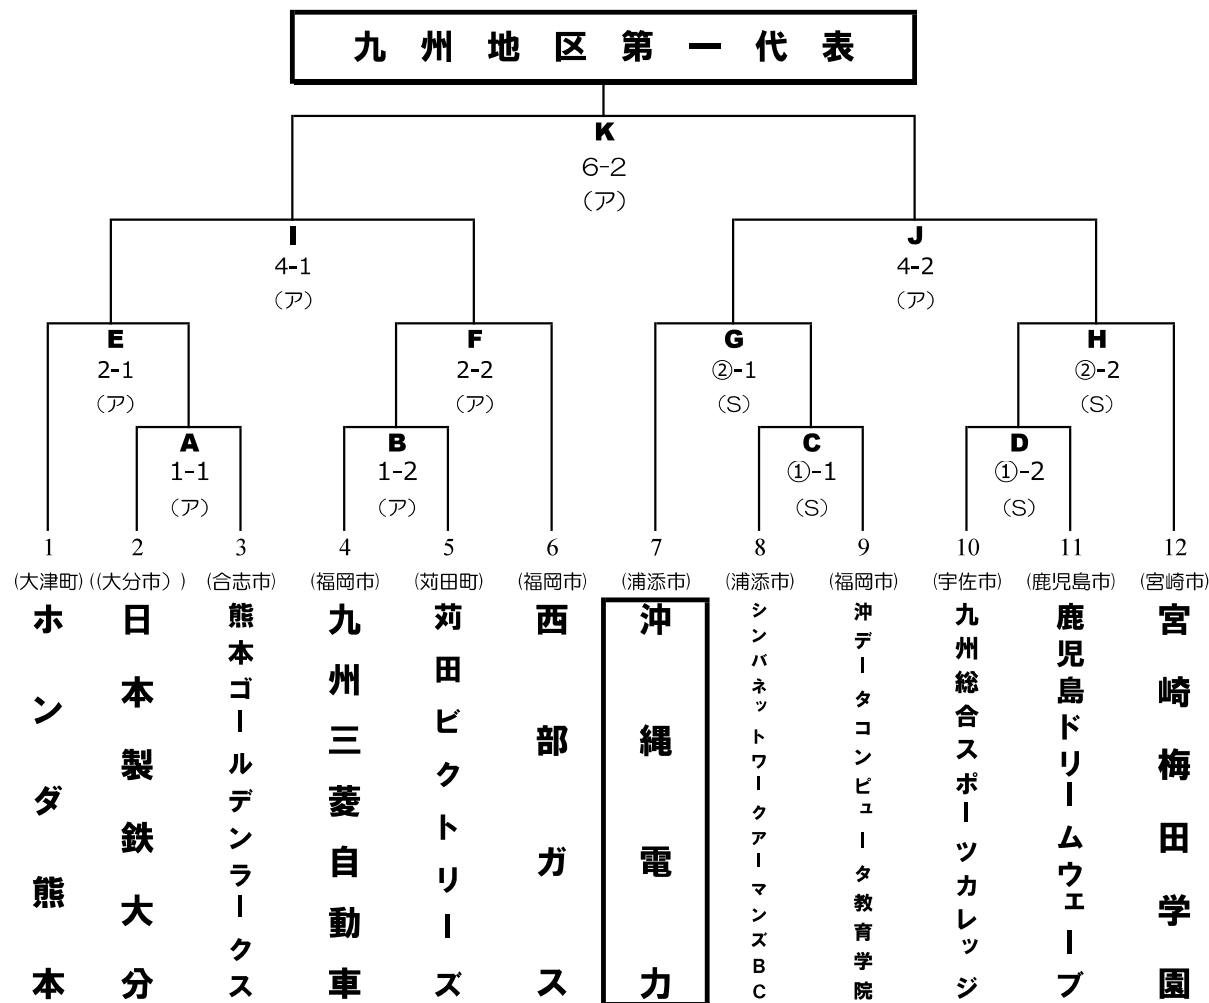 九州地区第一代表
K
6-2
(ア)
I
4-1
(ア)
J
4-2
(ア)
E
2-1
(ア)
F
2-2
(ア)
G
②-1
(S)
H
②-2
(S)
A
1-1
(ア)
B
1-2
(ア)
C
①-1
(S)
D
①-2
(S)
1 2 3 4 5 6 7 8 9 10 11 12
(大津町) ((大分市)) (合志市) (福岡市) (苅田町) (福岡市) (浦添市) (浦添市) (福岡市) (宇佐市) (鹿児島市) (宮崎市)
ホンダ熊本
日本製鉄大分
熊本ゴールデンラークス
九州三菱自動車
苅田ビクトリーズ
西部ガス
沖縄電力
シンバネットワークアーマンズBC
沖データコンピュータ教育学院
九州総合スポーツカレッジ
鹿児島ドリームウェーブ
宮崎梅田学園